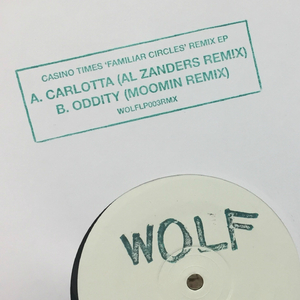 CASINO TIMES 'FAMILIAR CIRCLES' REMIX EP
A. CARLOTTA (AL ZANDERS REMIX)
B. ODDITY (MOOMIN REMIX)
WOLFLP003RMX
WOLF